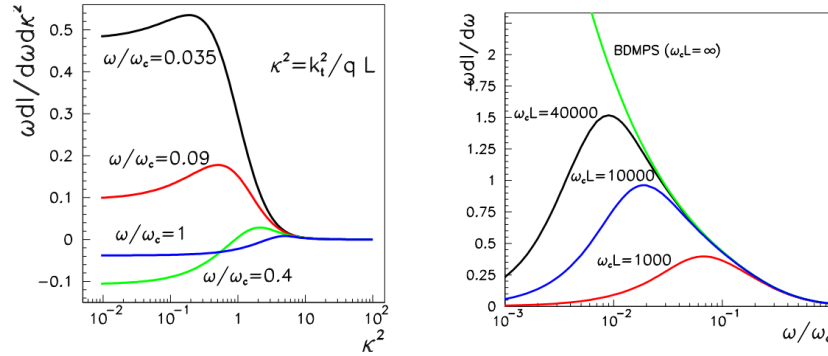 ωdI/dωdκ²
0.5
0.4
0.3
0.2
0.1
0
−0.1
ω/ω_c=0.035
κ²=k_t²/q L
ω/ω_c=0.09
ω/ω_c=1
ω/ω_c=0.4
10⁻² 10⁻¹ 1 10 10²
κ²
ωdI/dω
2
1.75
1.5
1.25
1
0.75
0.5
0.25
0
BDMPS (ω_cL=∞)
ω_cL=40000
ω_cL=10000
ω_cL=1000
10⁻³ 10⁻² 10⁻¹
ω/ω_c